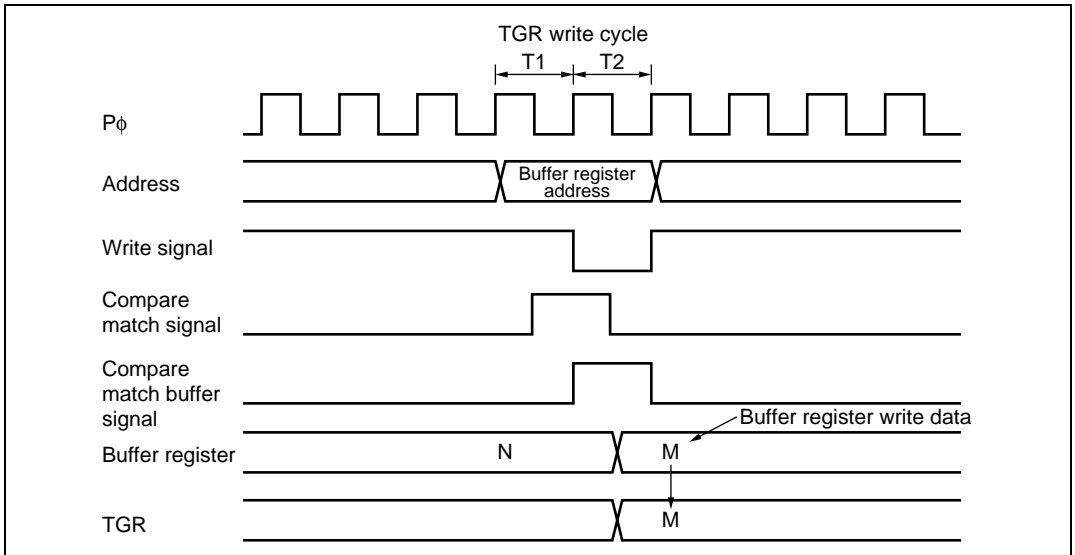 TGR write cycle
T1 T2
Pϕ
Address
Buffer register
address
Write signal
Compare
match signal
Compare
match buffer
signal
Buffer register write data
Buffer register
N M
TGR
M